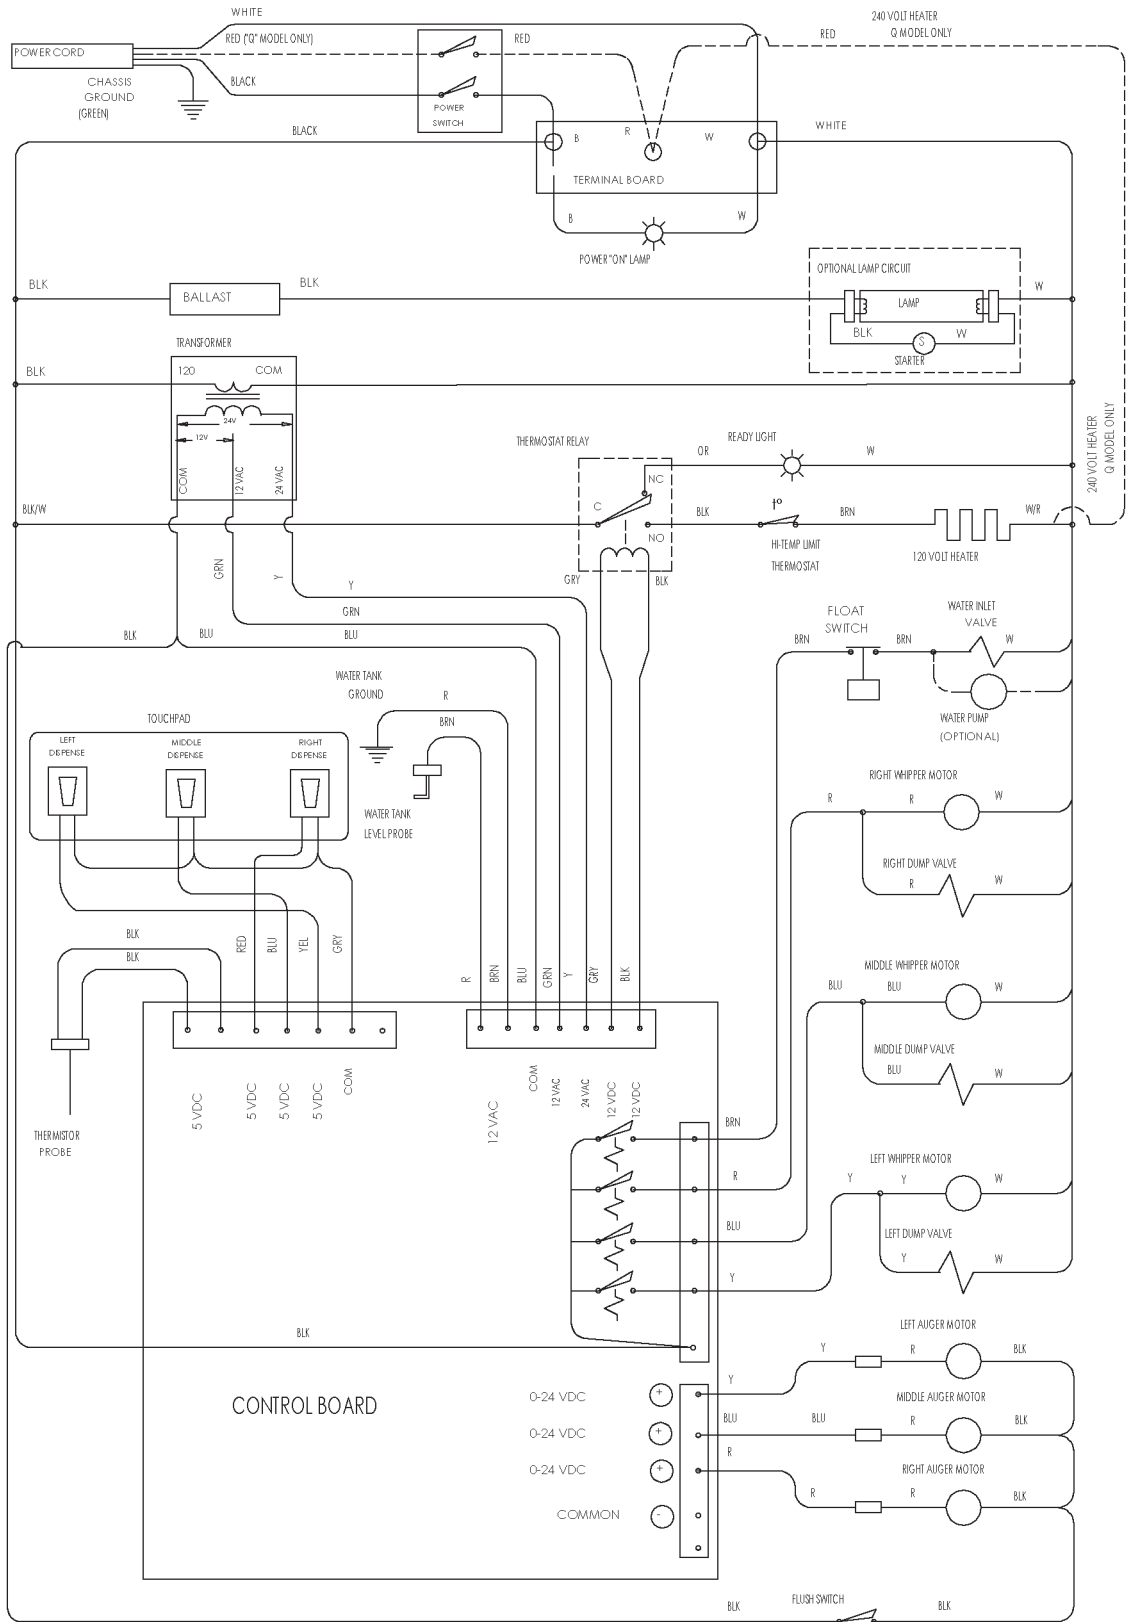 WHITE
RED ("Q" MODEL ONLY)
RED
240 VOLT HEATER
Q MODEL ONLY
RED
POWER CORD
CHASSIS
GROUND
(GREEN)
BLACK
POWER
SWITCH
BLACK
B
R
W
WHITE
TERMINAL BOARD
B
W
POWER "ON" LAMP
OPTIONAL LAMP CIRCUIT
BLK
BALLAST
BLK
LAMP
W
BLK
S
W
STARTER
TRANSFORMER
BLK
120
COM
24V
12V
COM
12 VAC
24 VAC
THERMOSTAT RELAY
OR
READY LIGHT
W
240 VOLT HEATER
Q MODEL ONLY
NC
C
NO
BLK/W
BLK
t°
BRN
W/R
HI-TEMP LIMIT
THERMOSTAT
120 VOLT HEATER
GRN
Y
GRY
BLK
Y
GRN
BLK
BLU
BLU
FLOAT
SWITCH
WATER INLET
VALVE
BRN
BRN
W
WATER PUMP
(OPTIONAL)
WATER TANK
GROUND
R
BRN
TOUCHPAD
LEFT
DISPENSE
MIDDLE
DISPENSE
RIGHT
DISPENSE
WATER TANK
LEVEL PROBE
RIGHT WHIPPER MOTOR
R
R
W
RIGHT DUMP VALVE
R
W
BLK
BLK
RED
BLU
YEL
GRY
R
BRN
BLU
GRN
Y
GRY
BLK
MIDDLE WHIPPER MOTOR
BLU
BLU
W
MIDDLE DUMP VALVE
BLU
W
5 VDC
5 VDC
5 VDC
5 VDC
COM
12 VAC
COM
12 VAC
24 VAC
12 VDC
12 VDC
THERMISTOR
PROBE
BRN
R
BLU
Y
LEFT WHIPPER MOTOR
Y
Y
W
LEFT DUMP VALVE
Y
W
BLK
LEFT AUGER MOTOR
Y
R
BLK
CONTROL BOARD
0-24 VDC
+
Y
MIDDLE AUGER MOTOR
0-24 VDC
+
BLU
BLU
R
BLK
0-24 VDC
+
R
RIGHT AUGER MOTOR
R
R
BLK
COMMON
-
BLK
FLUSH SWITCH
BLK